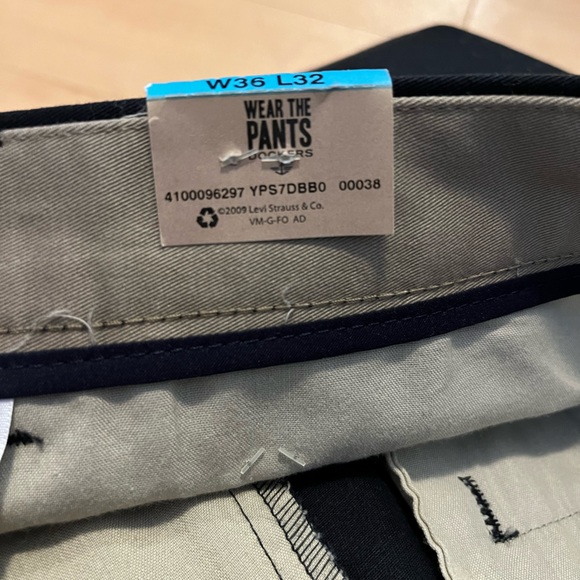 W36 L32
WEAR THE
PANTS
DOCKERS
4100096297 YPS7DBB0 00038
©2009 Levi Strauss & Co.
VM-G-FO AD